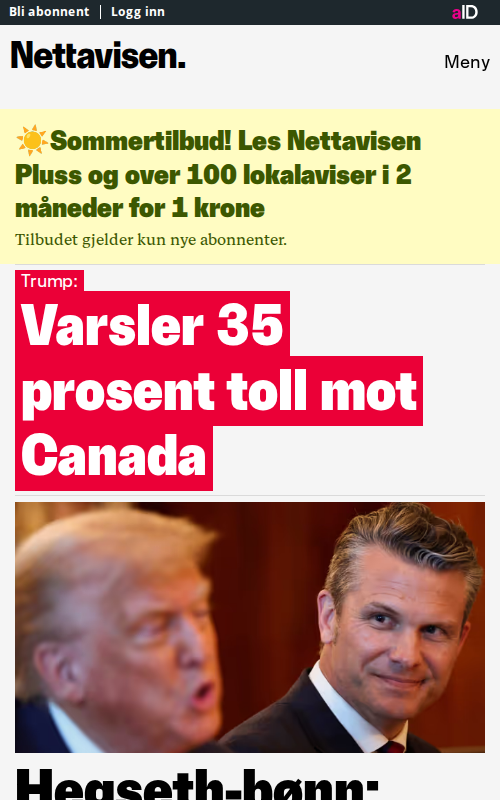 Bli abonnent | Logg inn
aID
Nettavisen.
Meny
☀️Sommertilbud! Les Nettavisen
Pluss og over 100 lokalaviser i 2
måneder for 1 krone
Tilbudet gjelder kun nye abonnenter.
Trump:
Varsler 35
prosent toll mot
Canada
Hegseth-bønn: